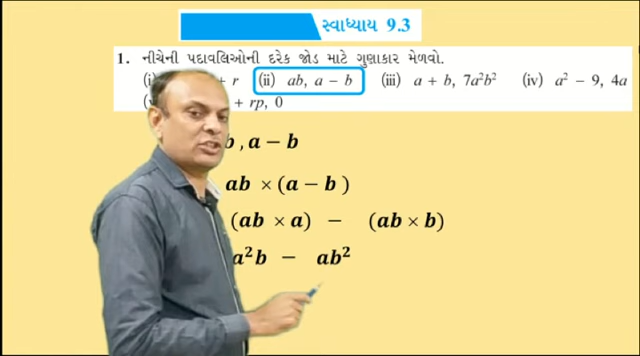 સ્વાધ્યાય 9.3
1. નીચેની પદાવલિઓની દરેક જોડ માટે ગુણાકાર મેળવો.
+ r (ii) ab, a − b (iii) a + b, 7a²b² (iv) a² − 9, 4a
+ rp, 0
b , a − b
ab × (a − b)
(ab × a) − (ab × b)
a²b − ab²